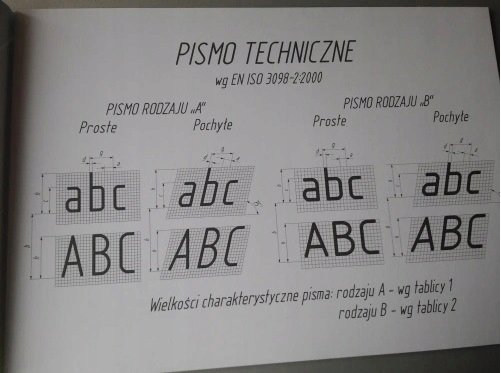 PISMO TECHNICZNE
wg EN ISO 3098-2:2000
PISMO RODZAJU „A"
Proste Pochyłe
abc abc
ABC ABC
PISMO RODZAJU „B"
Proste Pochyłe
abc abc
ABC ABC
Wielkości charakterystyczne pisma: rodzaju A - wg tablicy 1
rodzaju B - wg tablicy 2